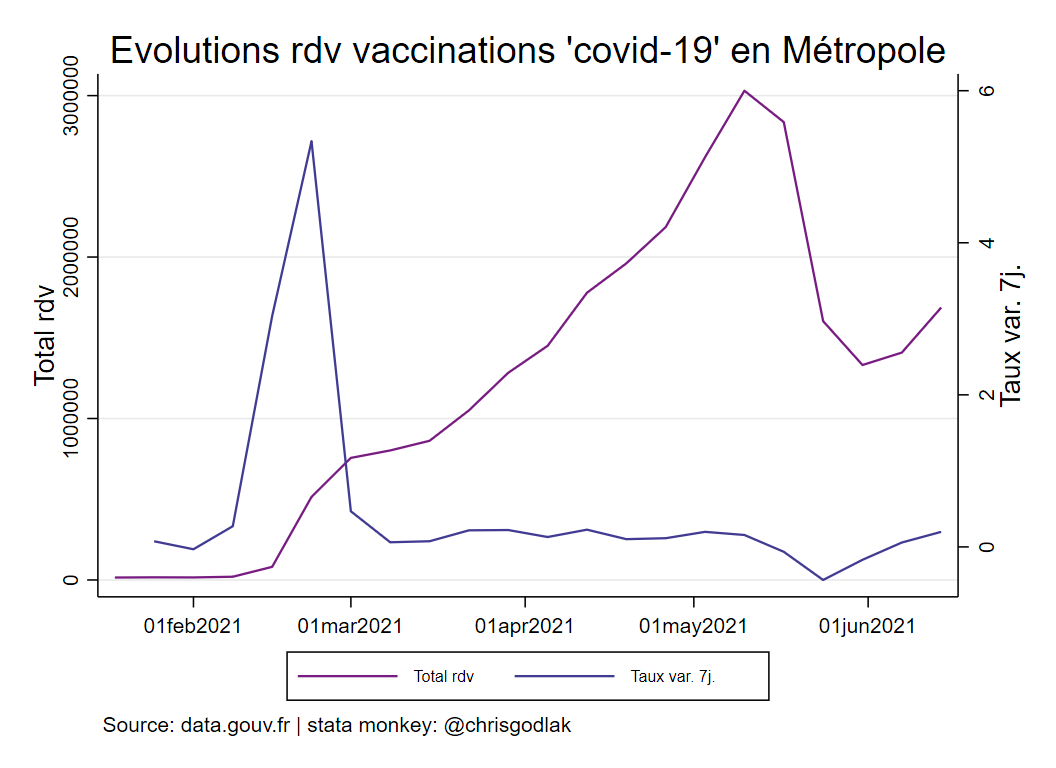 Evolutions rdv vaccinations 'covid-19' en Métropole
Total rdv
3000000
2000000
1000000
0
6
4
2
0
Taux var. 7j.
01feb2021 01mar2021 01apr2021 01may2021 01jun2021
Total rdv Taux var. 7j.
Source: data.gouv.fr | stata monkey: @chrisgodlak